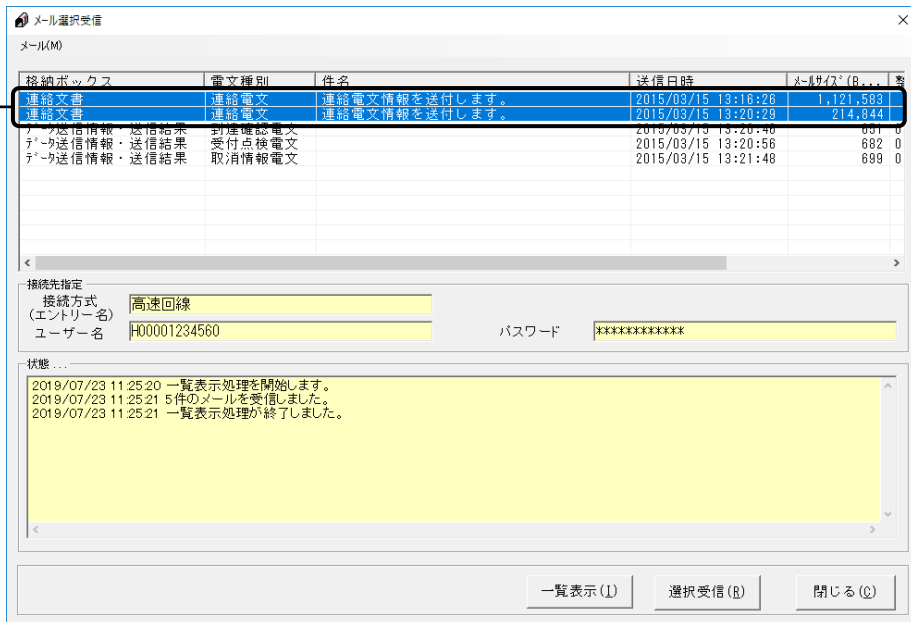 メール選択受信
メール(M)
格納ボックス 電文種別 件名 送信日時 ﾒｰﾙｻｲｽﾞ(B... 整
連絡文書 連絡電文 連絡電文情報を送付します。 2015/03/15 13:16:26 1,121,583
連絡文書 連絡電文 連絡電文情報を送付します。 2015/03/15 13:20:29 214,844
ﾃﾞｰﾀ送信情報・送信結果 到達確認電文 2015/03/15 13:20:46 651 0
ﾃﾞｰﾀ送信情報・送信結果 受付点検電文 2015/03/15 13:20:56 682 0
ﾃﾞｰﾀ送信情報・送信結果 取消情報電文 2015/03/15 13:21:48 699 0
接続先指定
接続方式
(エントリー名) 高速回線
ユーザー名 H00001234560 パスワード ************
状態 ...
2019/07/23 11:25:20 一覧表示処理を開始します。
2019/07/23 11:25:21 5件のメールを受信しました。
2019/07/23 11:25:21 一覧表示処理が終了しました。
一覧表示(I) 選択受信(R) 閉じる(C)